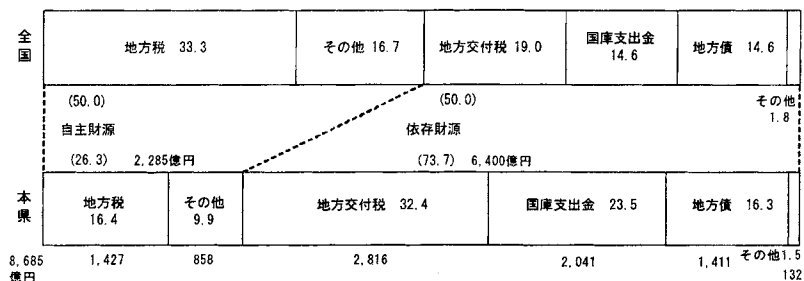 全国
地方税 33.3
その他 16.7
地方交付税 19.0
国庫支出金
14.6
地方債 14.6
(50.0)
(50.0)
その他
1.8
自主財源
依存財源
(26.3) 2,285億円
(73.7) 6,400億円
本県
地方税
16.4
その他
9.9
地方交付税 32.4
国庫支出金 23.5
地方債 16.3
8,685
億円
1,427
858
2,816
2,041
1,411
その他1.5
132